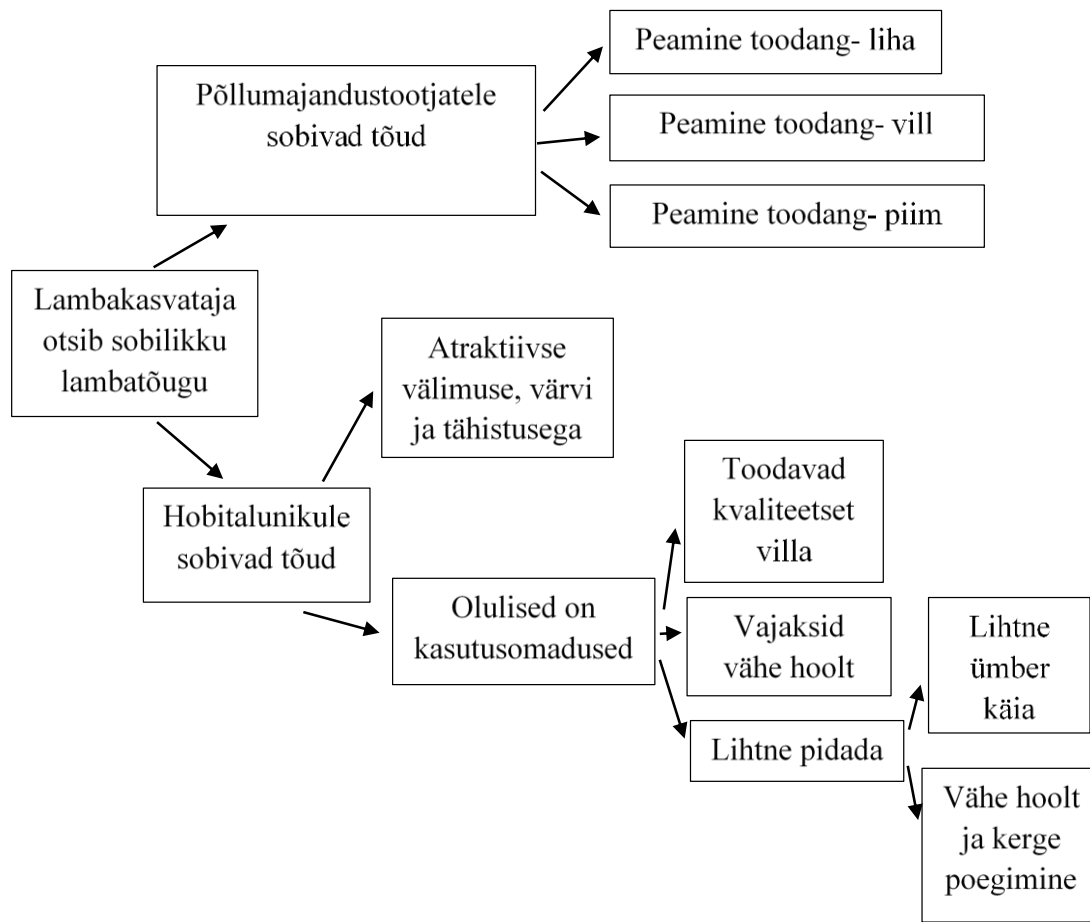 Peamine toodang- liha
Põllumajandustootjatele
sobivad tõud
Peamine toodang- vill
Peamine toodang- piim
Lambakasvataja
otsib sobilikku
lambatõugu
Atraktiivse
välimuse, värvi
ja tähistusega
Hobitalunikule
sobivad tõud
Toodavad
kvaliteetset
villa
Olulised on
kasutusomadused
Vajaksid
vähe hoolt
Lihtne
ümber
käia
Lihtne pidada
Vähe hoolt
ja kerge
poegimine